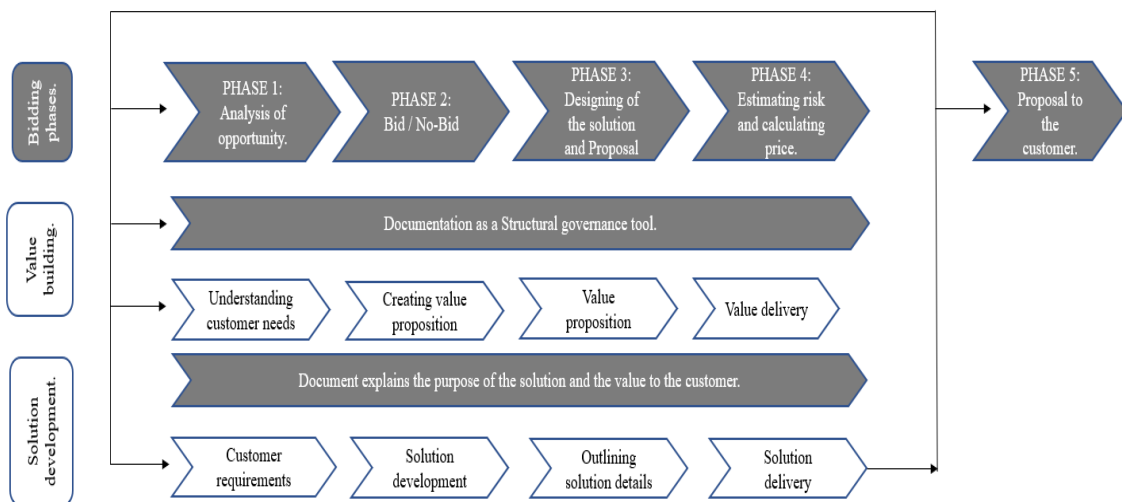 Bidding
phases.
PHASE 1:
Analysis of
opportunity.
PHASE 2:
Bid / No-Bid
PHASE 3:
Designing of
the solution
and Proposal
PHASE 4:
Estimating risk
and calculating
price.
PHASE 5:
Proposal to
the
customer.
Documentation as a Structural governance tool.
Value
building.
Understanding
customer needs
Creating value
proposition
Value
proposition
Value delivery
Document explains the purpose of the solution and the value to the customer.
Solution
development.
Customer
requirements
Solution
development
Outlining
solution details
Solution
delivery